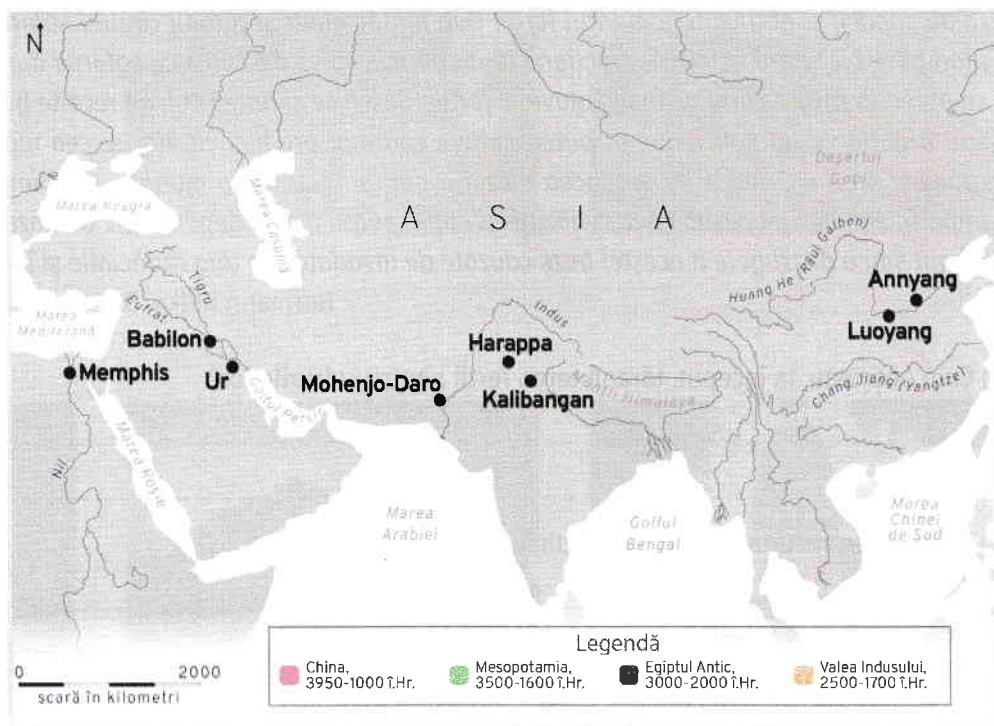 N
Deșertul
Gobi
Marea Neagră
Marea Caspică
A S I A
Huang He (Râul Galben)
Tigru
Eufrat
Indus
Annyang
Marea
Mediterană
Babilon
Harappa
Luoyang
Memphis
Ur
Mohenjo-Daro
Kalibangan
Chang Jiang (Yangtze)
Himalaya
Golful Persic
Nil
Marea Roșie
Marea
Arabiei
Golful
Bengal
Marea
Chinei
de Sud
Legendă
China,
3950-1000 î.Hr.
Mesopotamia,
3500-1600 î.Hr.
Egiptul Antic,
3000-2000 î.Hr.
Valea Indusului,
2500-1700 î.Hr.
0 2000
scară în kilometri